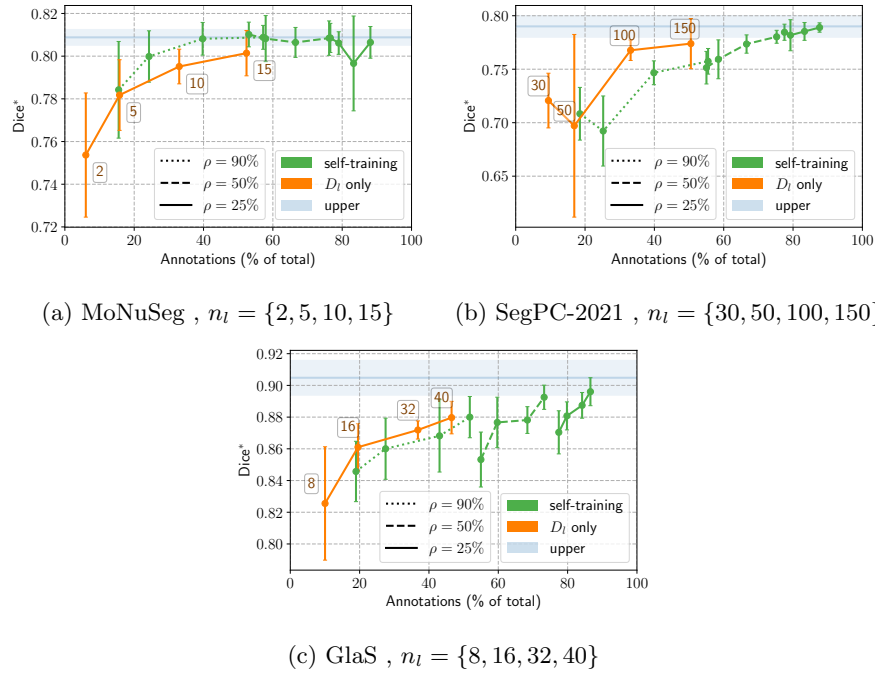 0.82
0.80
0.78
0.76
0.74
0.72
Dice*
2
5
10
15
ρ = 90%
ρ = 50%
ρ = 25%
self-training
D_l only
upper
0 20 40 60 80 100
Annotations (% of total)
(a) MoNuSeg , n_l = {2, 5, 10, 15}
0.80
0.75
0.70
0.65
Dice*
30
50
100
150
ρ = 90%
ρ = 50%
ρ = 25%
self-training
D_l only
upper
0 20 40 60 80 100
Annotations (% of total)
(b) SegPC-2021 , n_l = {30, 50, 100, 150}
0.92
0.90
0.88
0.86
0.84
0.82
0.80
Dice*
8
16
32
40
ρ = 90%
ρ = 50%
ρ = 25%
self-training
D_l only
upper
0 20 40 60 80 100
Annotations (% of total)
(c) GlaS , n_l = {8, 16, 32, 40}